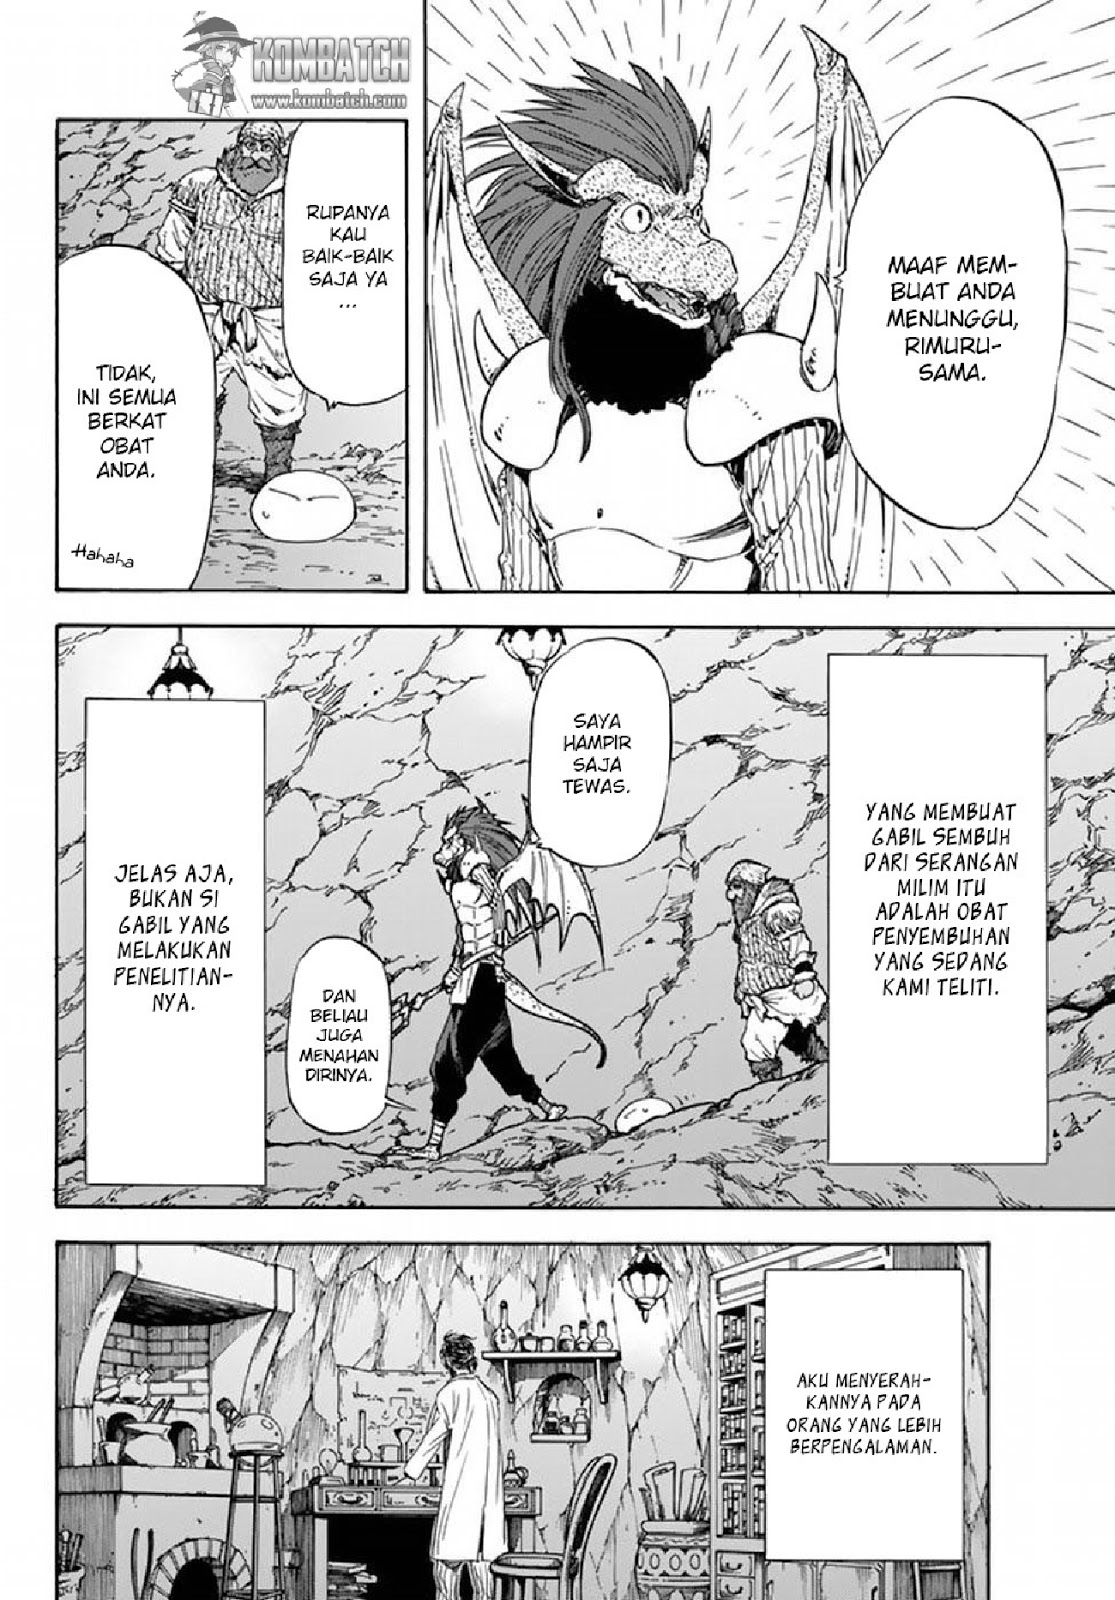 KOMBATCH
www.kombatch.com
MAAF MEM-
BUAT ANDA
MENUNGGU,
RIMURU-
SAMA.
RUPANYA
KAU
BAIK-BAIK
SAJA YA
...
TIDAK,
INI SEMUA
BERKAT
OBAT
ANDA.
Hahaha
YANG MEMBUAT
GABIL SEMBUH
DARI SERANGAN
MILIM ITU
ADALAH OBAT
PENYEMBUHAN
YANG SEDANG
KAMI TELITI.
SAYA
HAMPIR
SAJA
TEWAS.
DAN
BELIAU
JUGA
MENAHAN
DIRINYA.
JELAS AJA,
BUKAN SI
GABIL YANG
MELAKUKAN
PENELITIAN-
NYA.
AKU MENYERAH-
KANNYA PADA
ORANG YANG LEBIH
BERPENGALAMAN.